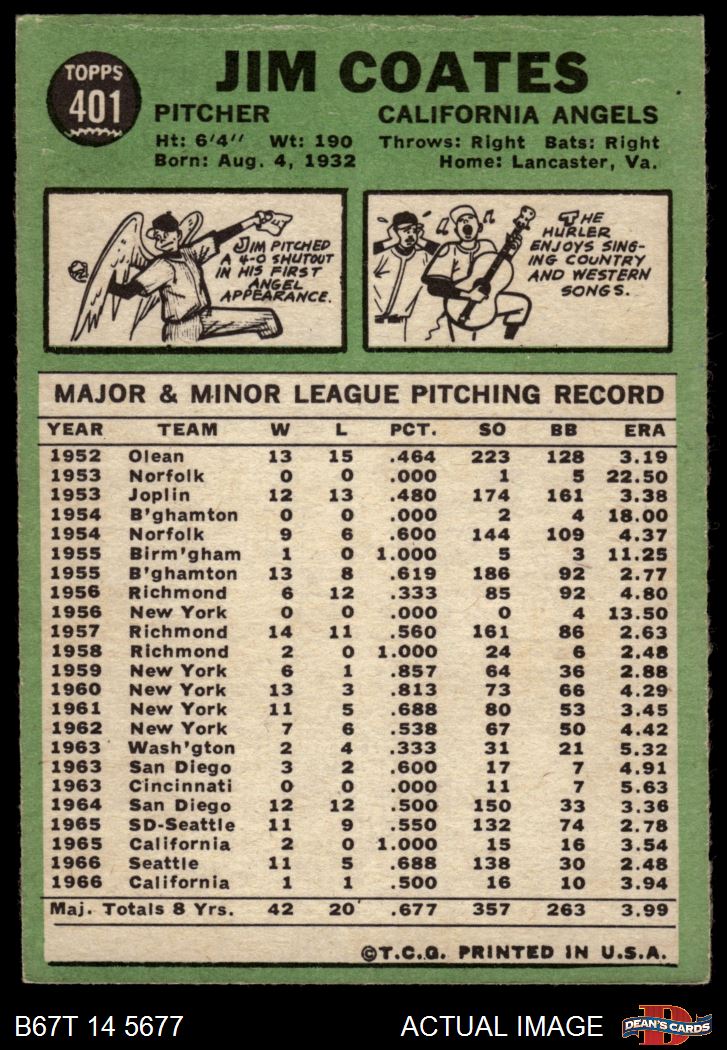 TOPPS
401
JIM COATES
PITCHER CALIFORNIA ANGELS
Ht: 6'4" Wt: 190 Throws: Right Bats: Right
Born: Aug. 4, 1932 Home: Lancaster, Va.
JIM PITCHED
A 4-0 SHUTOUT
IN HIS FIRST
ANGEL
APPEARANCE.
THE
HURLER
ENJOYS SING-
ING COUNTRY
AND WESTERN
SONGS.
MAJOR & MINOR LEAGUE PITCHING RECORD
YEAR TEAM W L PCT. SO BB ERA
1952 Olean 13 15 .464 223 128 3.19
1953 Norfolk 0 0 .000 1 5 22.50
1953 Joplin 12 13 .480 174 161 3.38
1954 B'ghamton 0 0 .000 2 4 18.00
1954 Norfolk 9 6 .600 144 109 4.37
1955 Birm'gham 1 0 1.000 5 3 11.25
1955 B'ghamton 13 8 .619 186 92 2.77
1956 Richmond 6 12 .333 85 92 4.80
1956 New York 0 0 .000 0 4 13.50
1957 Richmond 14 11 .560 161 86 2.63
1958 Richmond 2 0 1.000 24 6 2.48
1959 New York 6 1 .857 64 36 2.88
1960 New York 13 3 .813 73 66 4.29
1961 New York 11 5 .688 80 53 3.45
1962 New York 7 6 .538 67 50 4.42
1963 Wash'gton 2 4 .333 31 21 5.32
1963 San Diego 3 2 .600 17 7 4.91
1963 Cincinnati 0 0 .000 11 7 5.63
1964 San Diego 12 12 .500 150 33 3.36
1965 SD-Seattle 11 9 .550 132 74 2.78
1965 California 2 0 1.000 15 16 3.54
1966 Seattle 11 5 .688 138 30 2.48
1966 California 1 1 .500 16 10 3.94
Maj. Totals 8 Yrs. 42 20 .677 357 263 3.99
©T.C.G. PRINTED IN U.S.A.
B67T 14 5677 ACTUAL IMAGE
D
DEAN'S CARDS